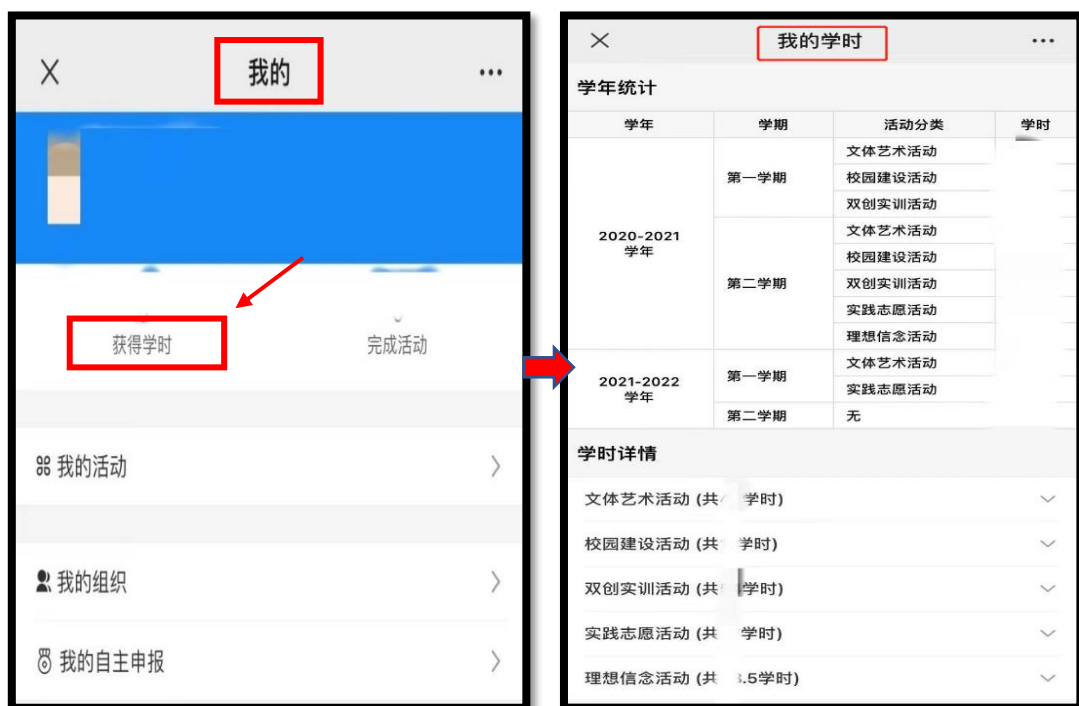 我的
获得学时
完成活动
我的活动
我的组织
我的自主申报
我的学时
学年统计
学年 学期 活动分类 学时
2020-2021
学年
第一学期
文体艺术活动
校园建设活动
双创实训活动
第二学期
文体艺术活动
校园建设活动
双创实训活动
实践志愿活动
理想信念活动
2021-2022
学年
第一学期
文体艺术活动
实践志愿活动
第二学期 无
学时详情
文体艺术活动 (共 学时)
校园建设活动 (共 学时)
双创实训活动 (共 学时)
实践志愿活动 (共 学时)
理想信念活动 (共 .5学时)